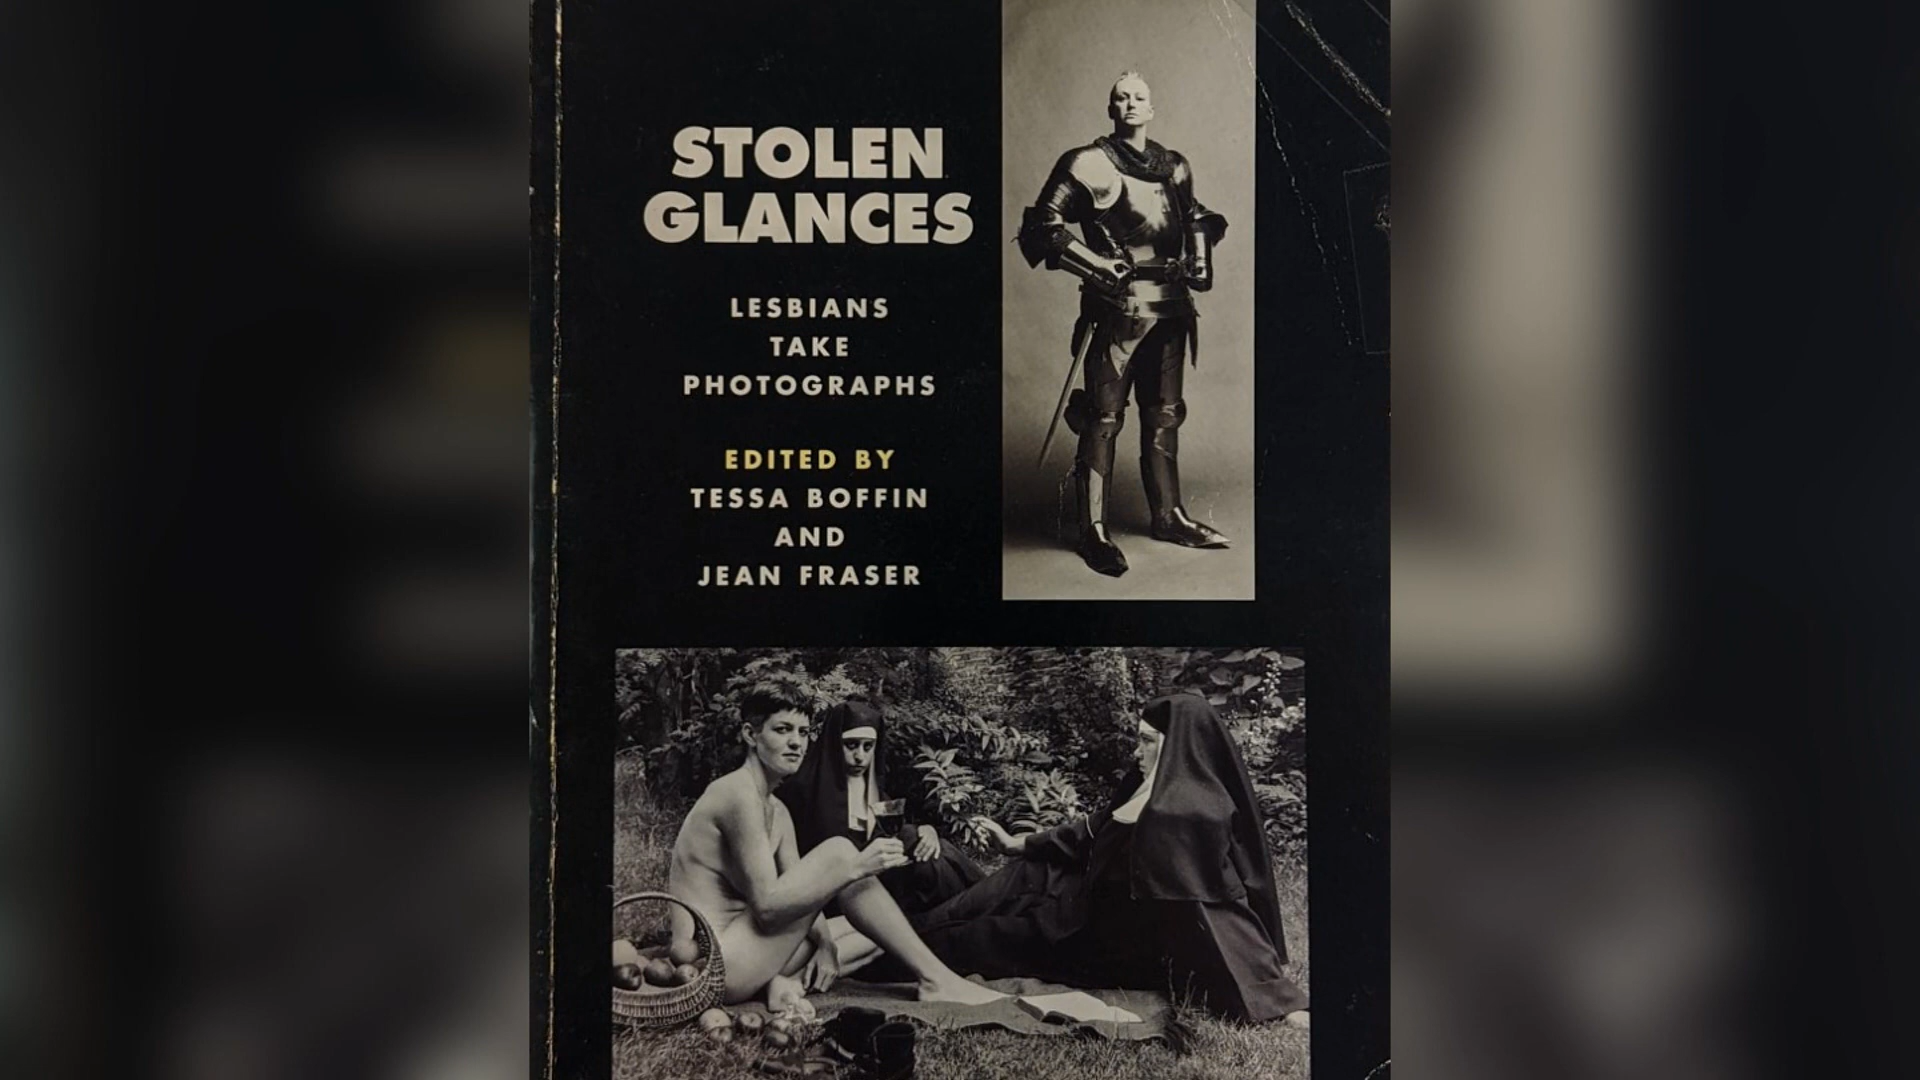 STOLEN
GLANCES
LESBIANS
TAKE
PHOTOGRAPHS
EDITED BY
TESSA BOFFIN
AND
JEAN FRASER